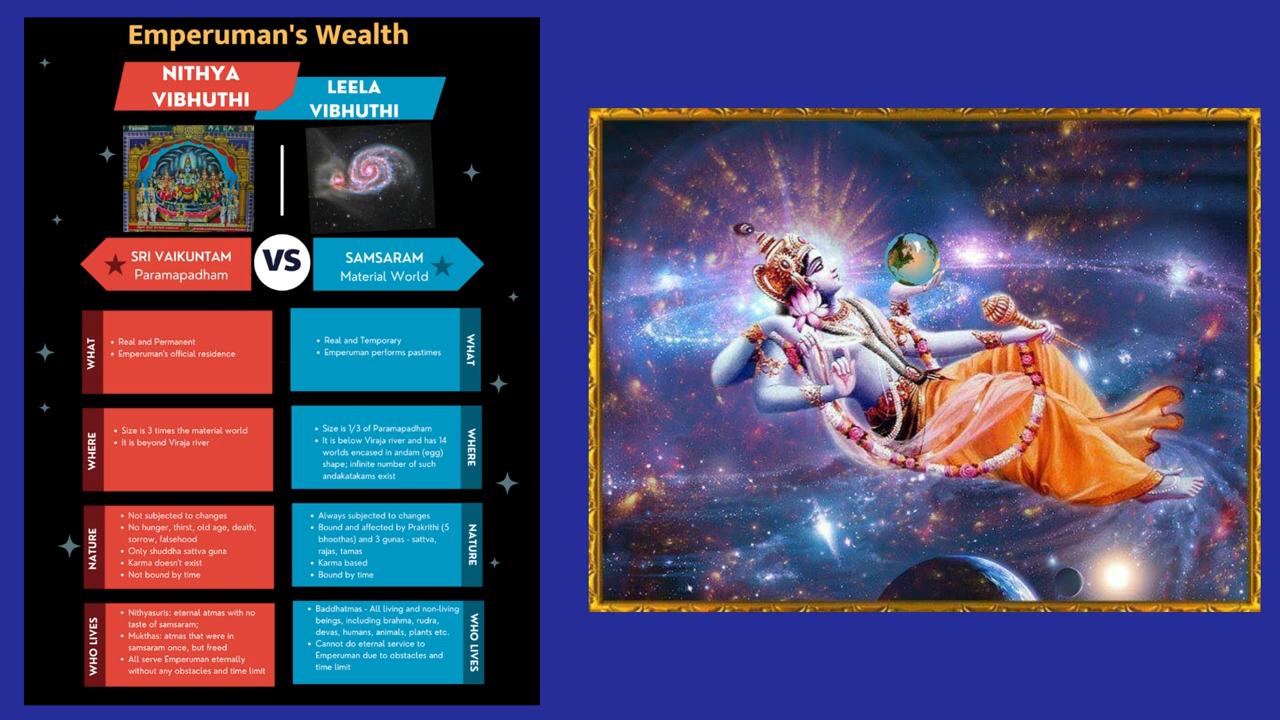 Emperuman's Wealth
NITHYA
VIBHUTHI
LEELA
VIBHUTHI
SRI VAIKUNTAM
Paramapadham
VS
SAMSARAM
Material World
WHAT
• Real and Permanent
• Emperuman's official residence
• Real and Temporary
• Emperuman performs pastimes
WHAT
WHERE
• Size is 3 times the material world
• It is beyond Viraja river
• Size is 1/3 of Paramapadham
• It is below Viraja river and has 14
worlds encased in andam (egg)
shape; infinite number of such
andakatakams exist
WHERE
NATURE
• Not subjected to changes
• No hunger, thirst, old age, death,
sorrow, falsehood
• Only shuddha sattva guna
• Karma doesn't exist
• Not bound by time
• Always subjected to changes
• Bound and affected by Prakrithi (5
bhoothas) and 3 gunas - sattva,
rajas, tamas
• Karma based
• Bound by time
NATURE
WHO LIVES
• Nithyasuris: eternal atmas with no
taste of samsaram;
• Mukthas: atmas that were in
samsaram once, but freed
• All serve Emperuman eternally
without any obstacles and time limit
• Baddhatmas - All living and non-living
beings, including brahma, rudra,
devas, humans, animals, plants etc.
• Cannot do eternal service to
Emperuman due to obstacles and
time limit
WHO LIVES